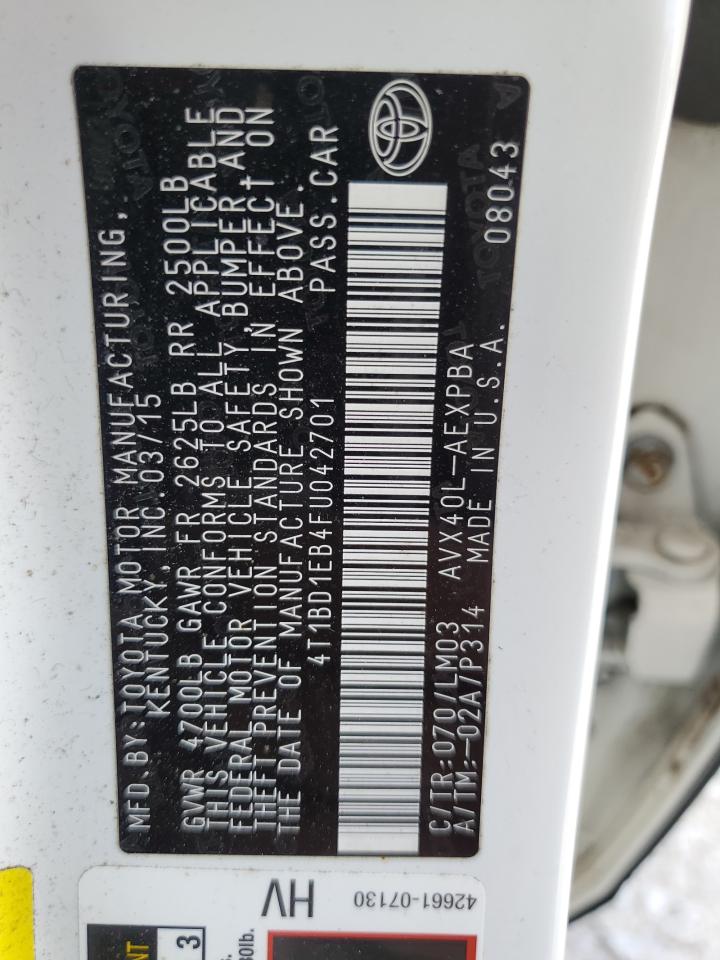 MFD.BY:TOYOTA MOTOR MANUFACTURING,
KENTUCKY, INC.03/15
GVWR 4700LB GAWR FR 2625LB RR 2500LB
THIS VEHICLE CONFORMS TO ALL APPLICABLE
FEDERAL MOTOR VEHICLE SAFETY, BUMPER, AND
THEFT PREVENTION STANDARDS IN EFFECT ON
THE DATE OF MANUFACTURE SHOWN ABOVE.
4T1BD1EB4FU042701 PASS.CAR
C/TR:070/LM03 AVX40L-AEXPBA
A/TM:-02A/P314 MADE IN U.S.A. 08043
HV
42661-07130
3